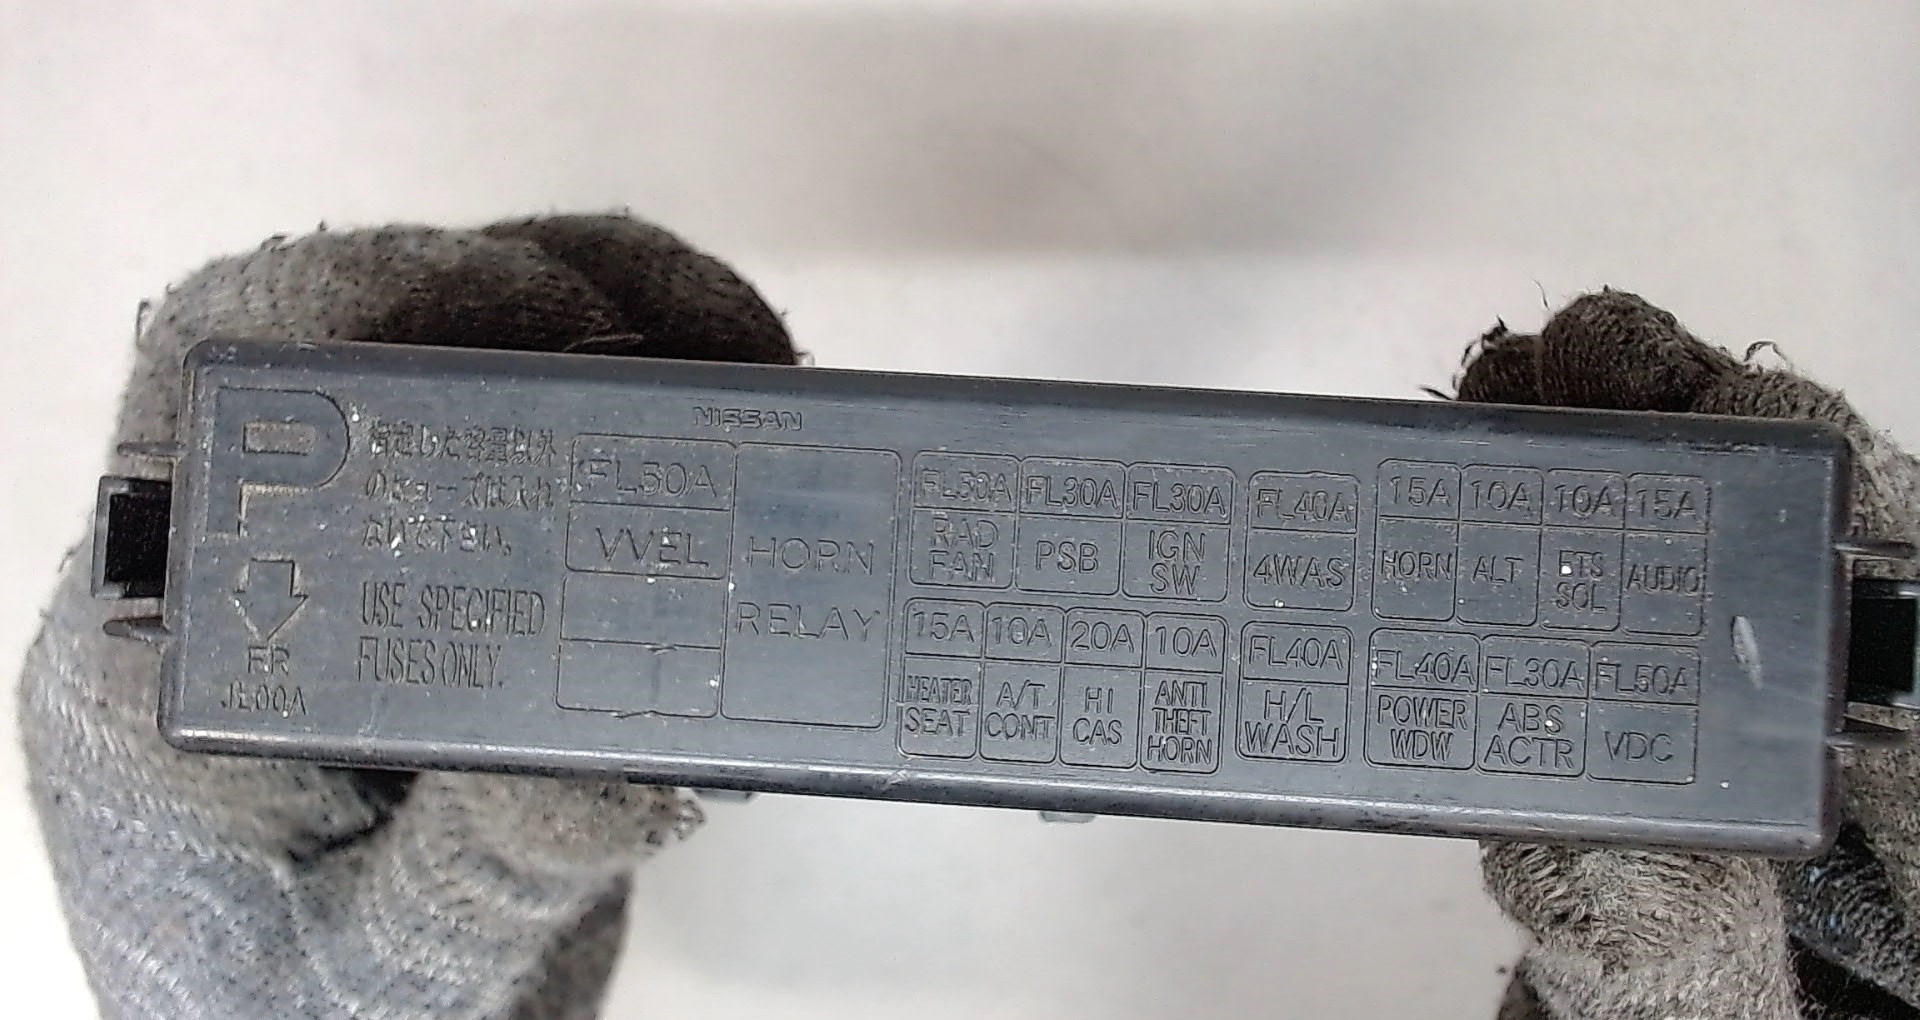 NISSAN
P
指定した容量以外
のヒューズは入れ
ないで下さい。
USE SPECIFIED
FUSES ONLY.
RR
JL00A
FL50A
VVEL
HORN
RELAY
FL50A FL30A FL30A FL40A 15A 10A 10A 15A
RAD
FAN
PSB
IGN
SW
4WAS
HORN
ALT
ETS
SOL
AUDIO
15A 10A 20A 10A FL40A FL40A FL30A FL50A
HEATER
SEAT
A/T
CONT
HI
CAS
ANTI
THEFT
HORN
H/L
WASH
POWER
WDW
ABS
ACTR
VDC